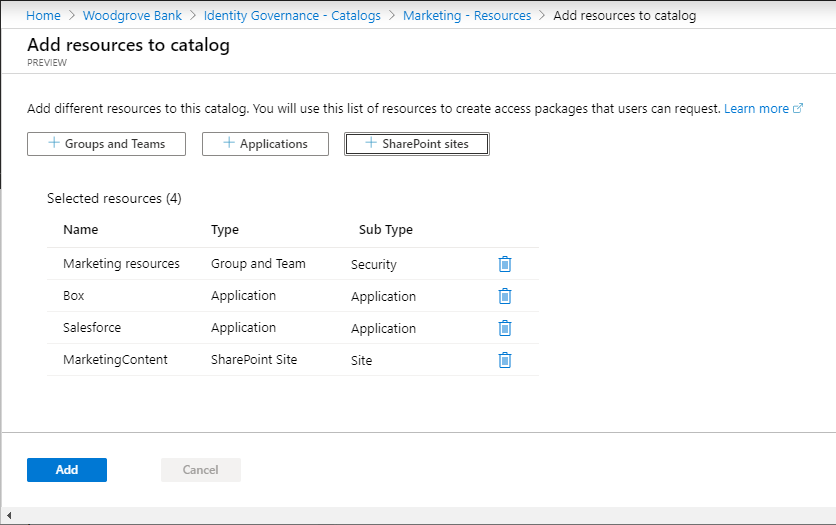 Home > Woodgrove Bank > Identity Governance - Catalogs > Marketing - Resources > Add resources to catalog
Add resources to catalog
PREVIEW
Add different resources to this catalog. You will use this list of resources to create access packages that users can request. Learn more
+ Groups and Teams + Applications + SharePoint sites
Selected resources (4)
Name Type Sub Type
Marketing resources Group and Team Security
Box Application Application
Salesforce Application Application
MarketingContent SharePoint Site Site
Add Cancel